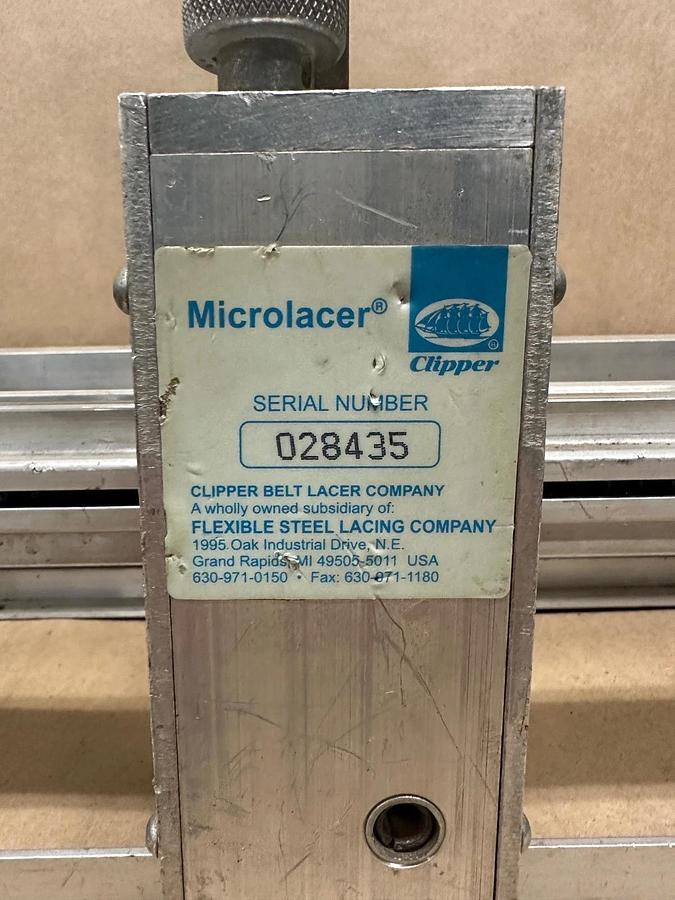 Microlacer®
®
Clipper
SERIAL NUMBER
028435
CLIPPER BELT LACER COMPANY
A wholly owned subsidiary of:
FLEXIBLE STEEL LACING COMPANY
1995 Oak Industrial Drive, N.E.
Grand Rapids, MI 49505-5011 USA
630-971-0150 • Fax: 630-971-1180